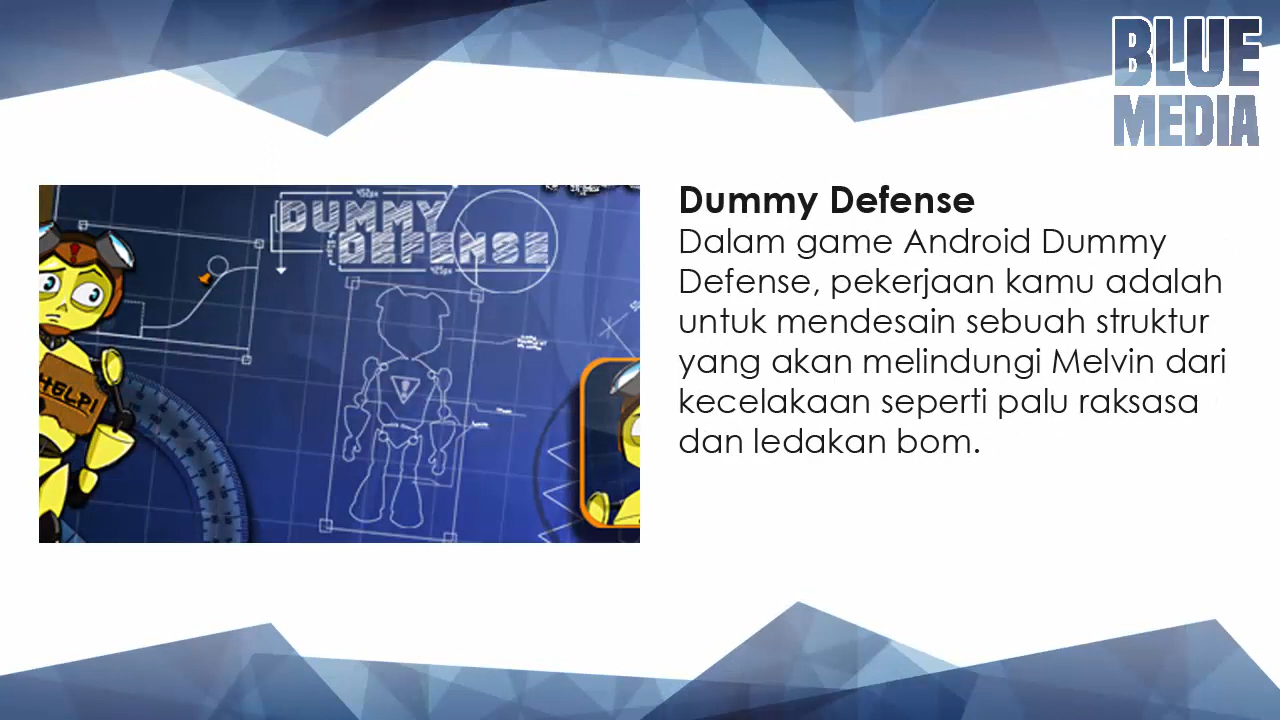 BLUE
MEDIA
DUMMY
DEFENSE
HELP!
Dummy Defense
Dalam game Android Dummy
Defense, pekerjaan kamu adalah
untuk mendesain sebuah struktur
yang akan melindungi Melvin dari
kecelakaan seperti palu raksasa
dan ledakan bom.